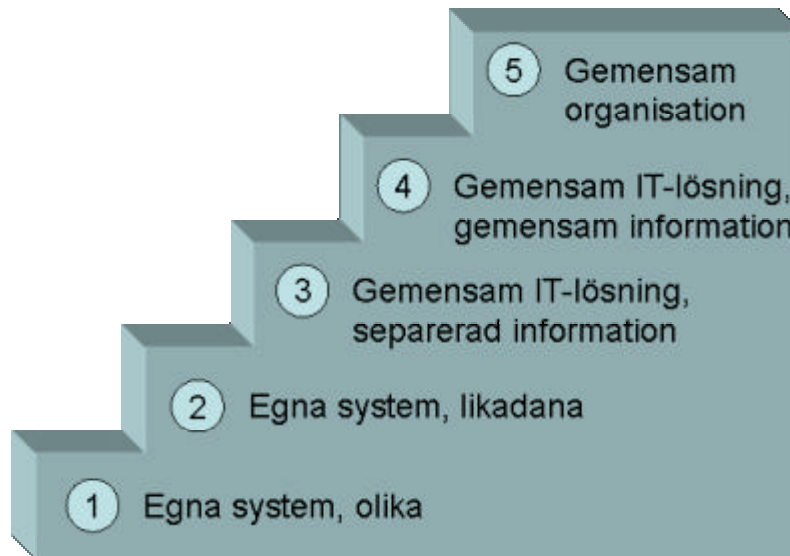 5 Gemensam
organisation
4 Gemensam IT-lösning,
gemensam information
3 Gemensam IT-lösning,
separerad information
2 Egna system, likadana
1 Egna system, olika